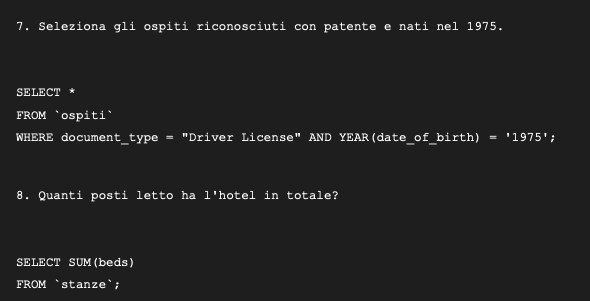 7. Seleziona gli ospiti riconosciuti con patente e nati nel 1975.
SELECT *
FROM `ospiti`
WHERE document_type = "Driver License" AND YEAR(date_of_birth) = '1975';
8. Quanti posti letto ha l'hotel in totale?
SELECT SUM(beds)
FROM `stanze`;